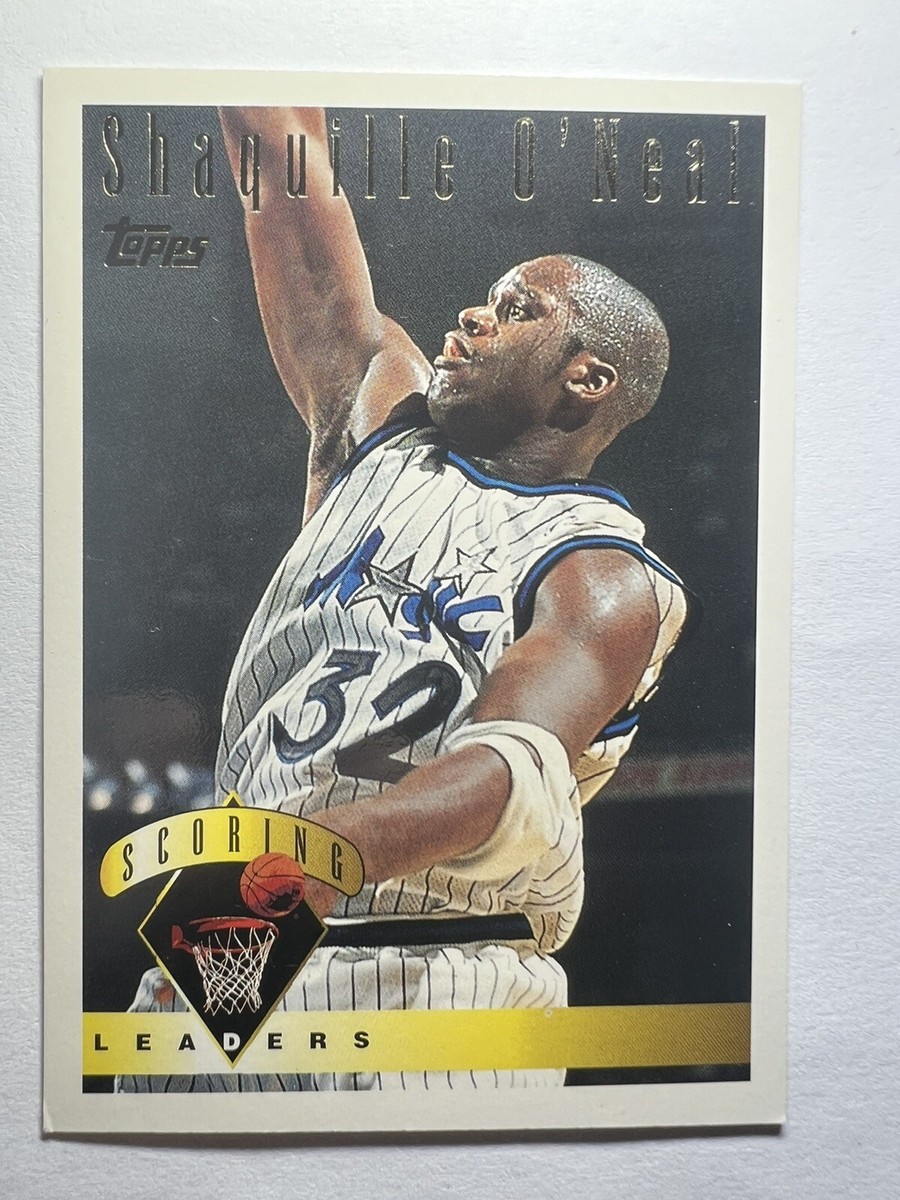 Shaquille O'Neal
Topps
Magic
32
SCORING
LEADERS